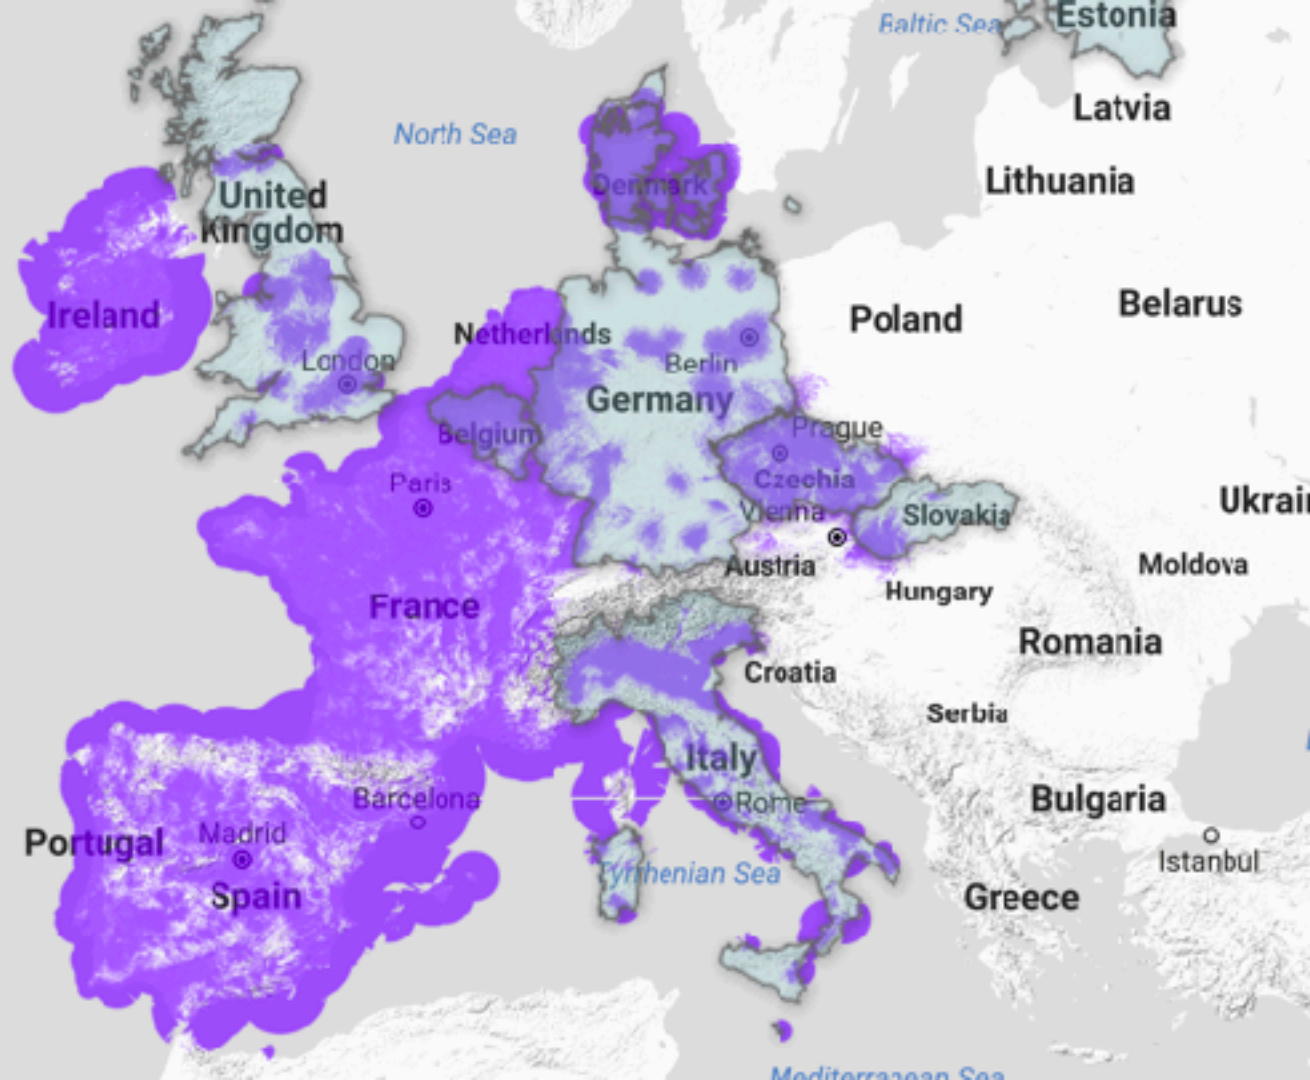 Baltic Sea
Estonia
Latvia
North Sea
Lithuania
United
Kingdom
Denmark
Ireland
Netherlands
Poland
Belarus
London
Berlin
Germany
Belgium
Prague
Paris
Czechia
Vienna
Slovakia
Austria
Moldova
Hungary
France
Romania
Croatia
Serbia
Italy
Barcelona
Rome
Bulgaria
Portugal
Madrid
Istanbul
Tyrrhenian Sea
Spain
Greece
Mediterranean Sea